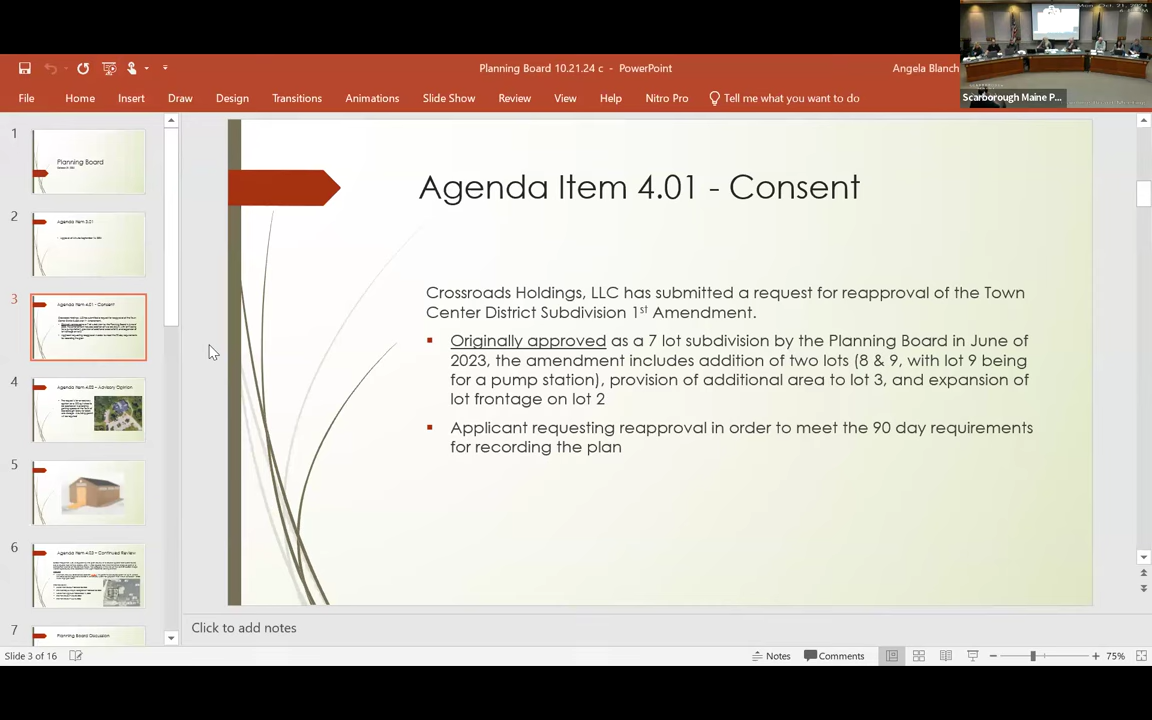 Mon, Oct. 21, 2024
Planning Board 10.21.24 c - PowerPoint
Angela Blanch
Scarborough Maine P...
File Home Insert Draw Design Transitions Animations Slide Show Review View Help Nitro Pro Tell me what you want to do
1
Planning Board
2
Agenda Item 3.01
3
Agenda Item 4.01 - Consent
4
Agenda Item 4.02 - Advisory Opinion
5
6
Agenda Item 4.03 - Continued Review
7
Planning Board Discussion
Agenda Item 4.01 - Consent
Crossroads Holdings, LLC has submitted a request for reapproval of the Town
Center District Subdivision 1st Amendment.
Originally approved as a 7 lot subdivision by the Planning Board in June of
2023, the amendment includes addition of two lots (8 & 9, with lot 9 being
for a pump station), provision of additional area to lot 3, and expansion of
lot frontage on lot 2
Applicant requesting reapproval in order to meet the 90 day requirements
for recording the plan
Click to add notes
Slide 3 of 16
Notes Comments
75%